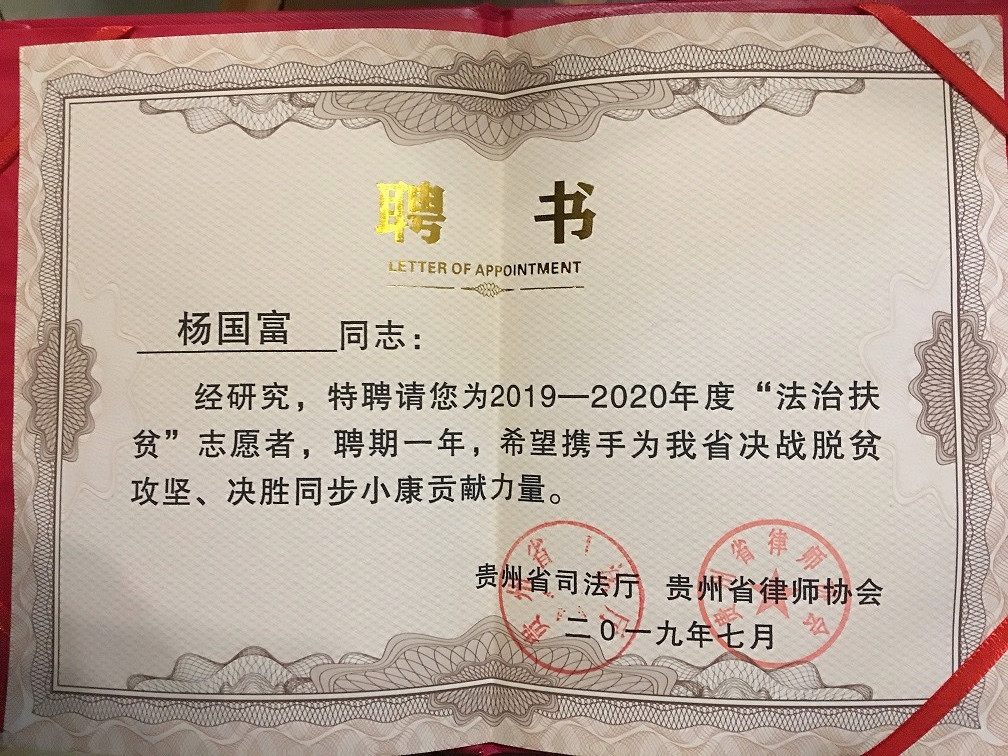 聘 书
LETTER OF APPOINTMENT
杨国富 同志：
经研究，特聘请您为2019—2020年度“法治扶
贫”志愿者，聘期一年，希望携手为我省决战脱贫
攻坚、决胜同步小康贡献力量。
贵州省司法厅 贵州省律师协会
二0一九年七月